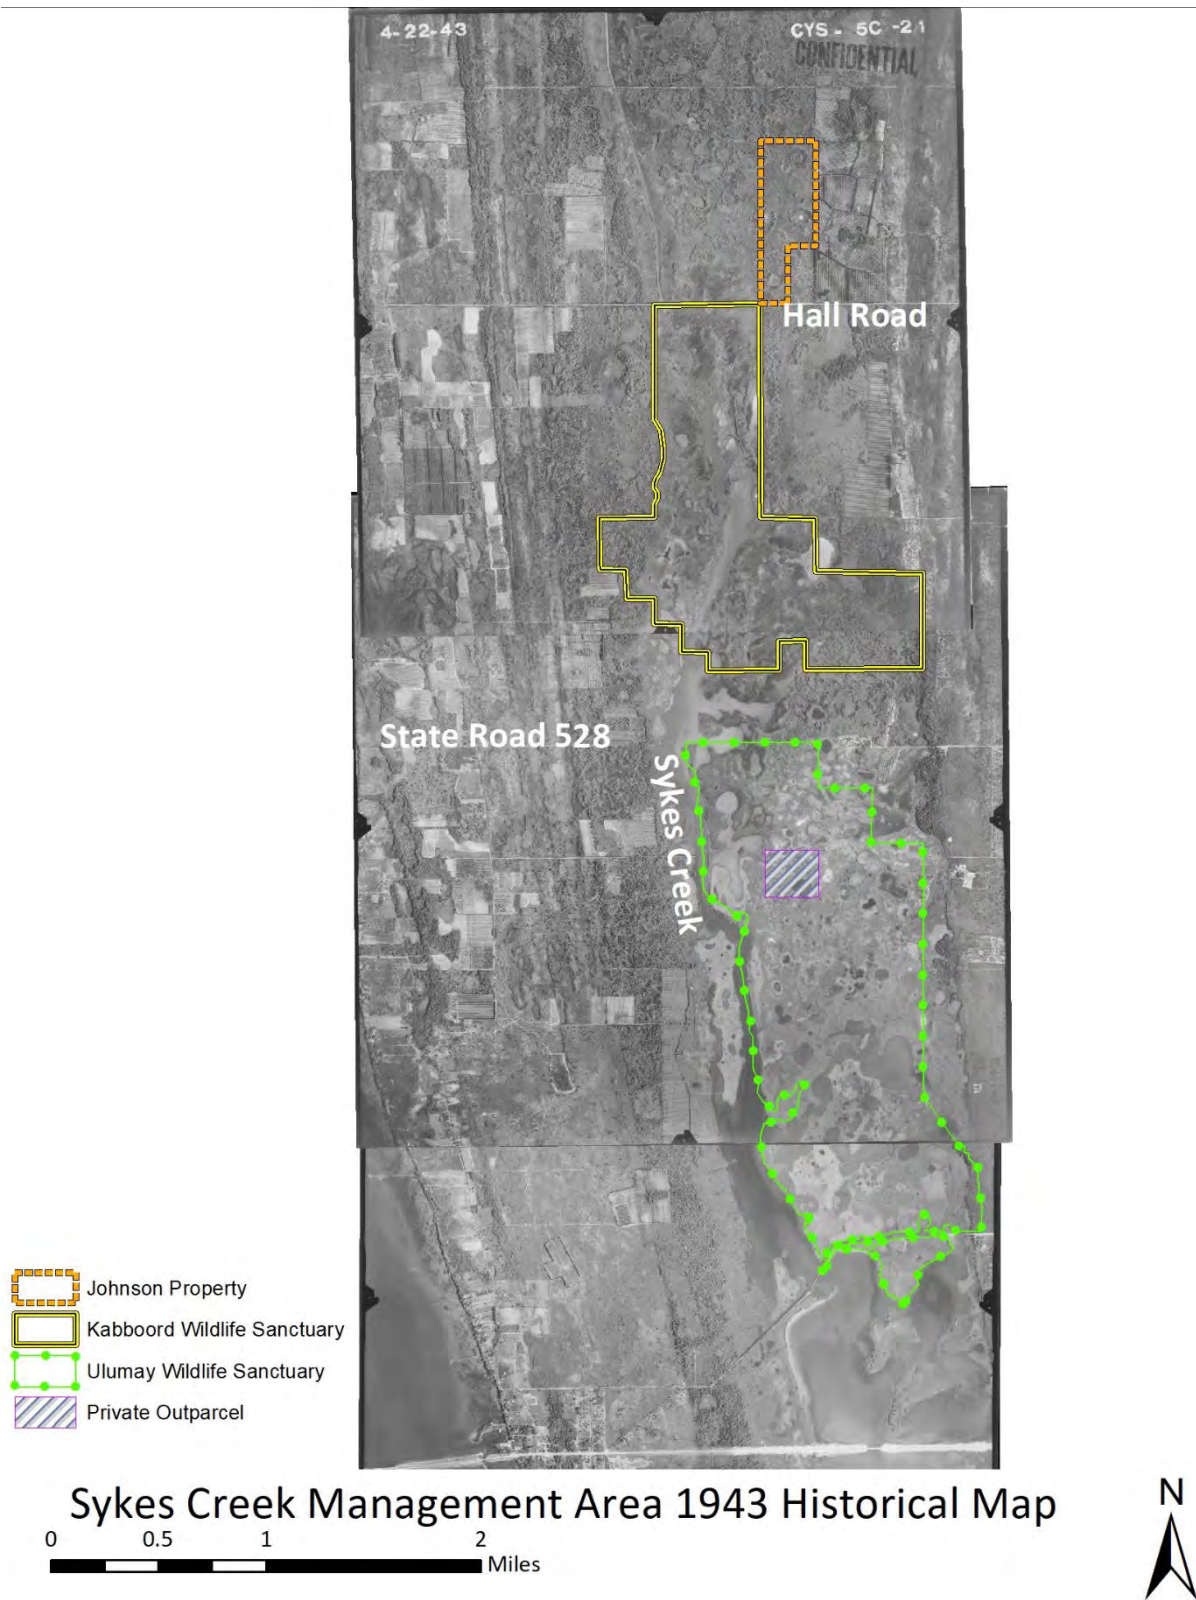 4-22-43
CYS - 5C -21
CONFIDENTIAL
Hall Road
State Road 528
Sykes Creek
Johnson Property
Kabboord Wildlife Sanctuary
Ulumay Wildlife Sanctuary
Private Outparcel
Sykes Creek Management Area 1943 Historical Map
N
0 0.5 1 2
Miles